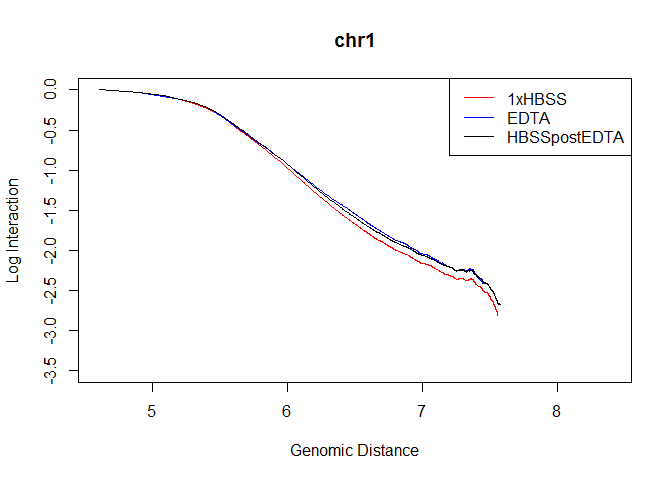 chr1
1xHBSS
EDTA
HBSSpostEDTA
Log Interaction
0.0
-0.5
-1.0
-1.5
-2.0
-2.5
-3.0
-3.5
5 6 7 8
Genomic Distance